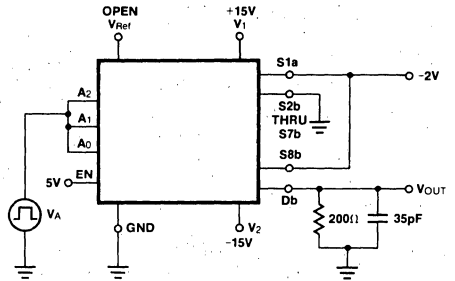 OPEN
VRef
+15V
V1
S1a
-2V
A2
S2b
THRU
S7b
A1
A0
S8b
5V
EN
Db
VOUT
VA
GND
V2
-15V
200Ω
35pF